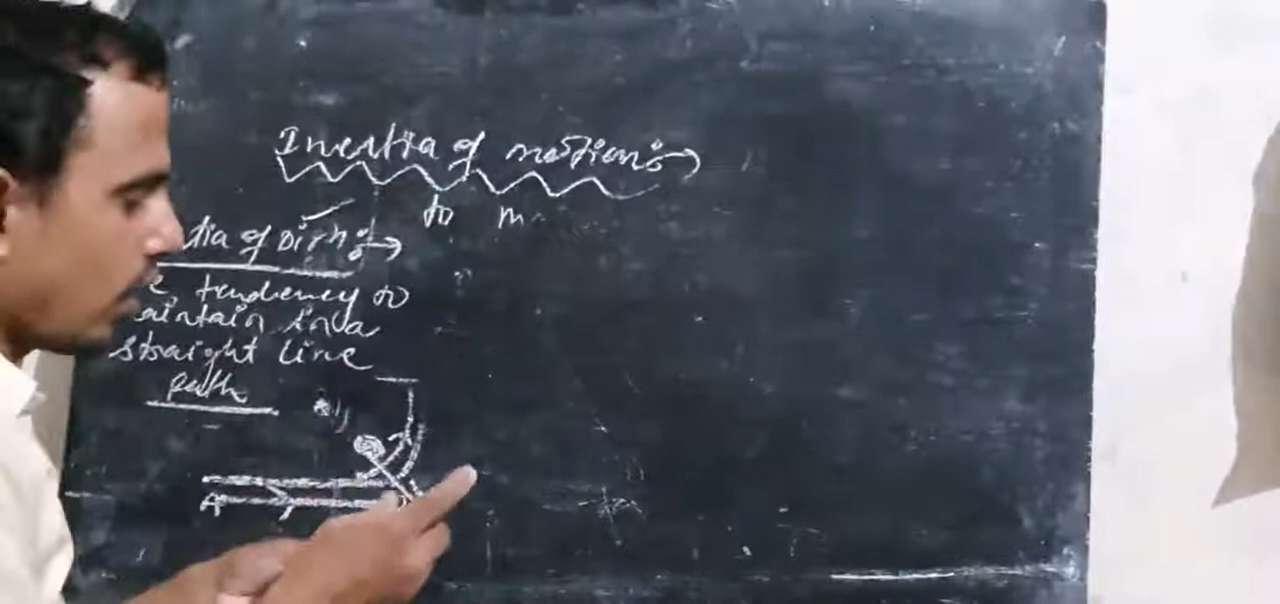 Inertia of motion :→
to m
tia of Dirn :→
e tendency to
aintain in a
straight line
path
A